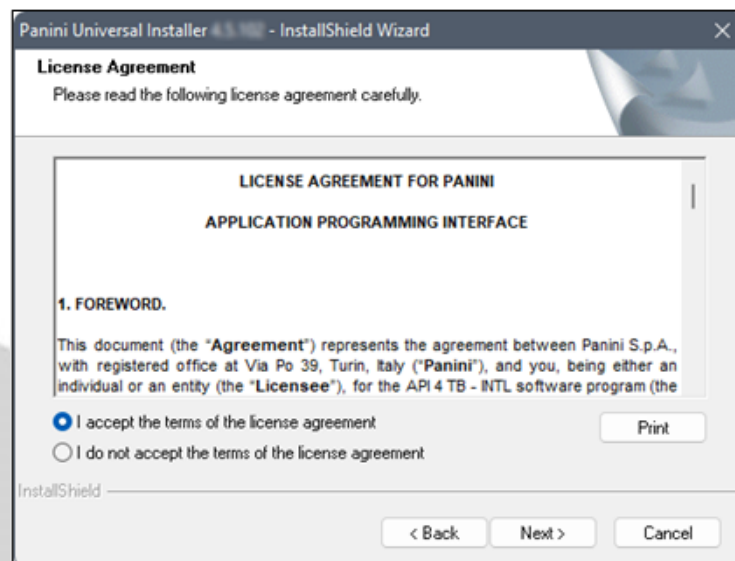 Panini Universal Installer - InstallShield Wizard
License Agreement
Please read the following license agreement carefully.
LICENSE AGREEMENT FOR PANINI
APPLICATION PROGRAMMING INTERFACE
1. FOREWORD.
This document (the “Agreement”) represents the agreement between Panini S.p.A.,
with registered office at Via Po 39, Turin, Italy (“Panini”), and you, being either an
individual or an entity (the “Licensee”), for the API 4 TB - INTL software program (the
I accept the terms of the license agreement
Print
I do not accept the terms of the license agreement
InstallShield
< Back Next > Cancel